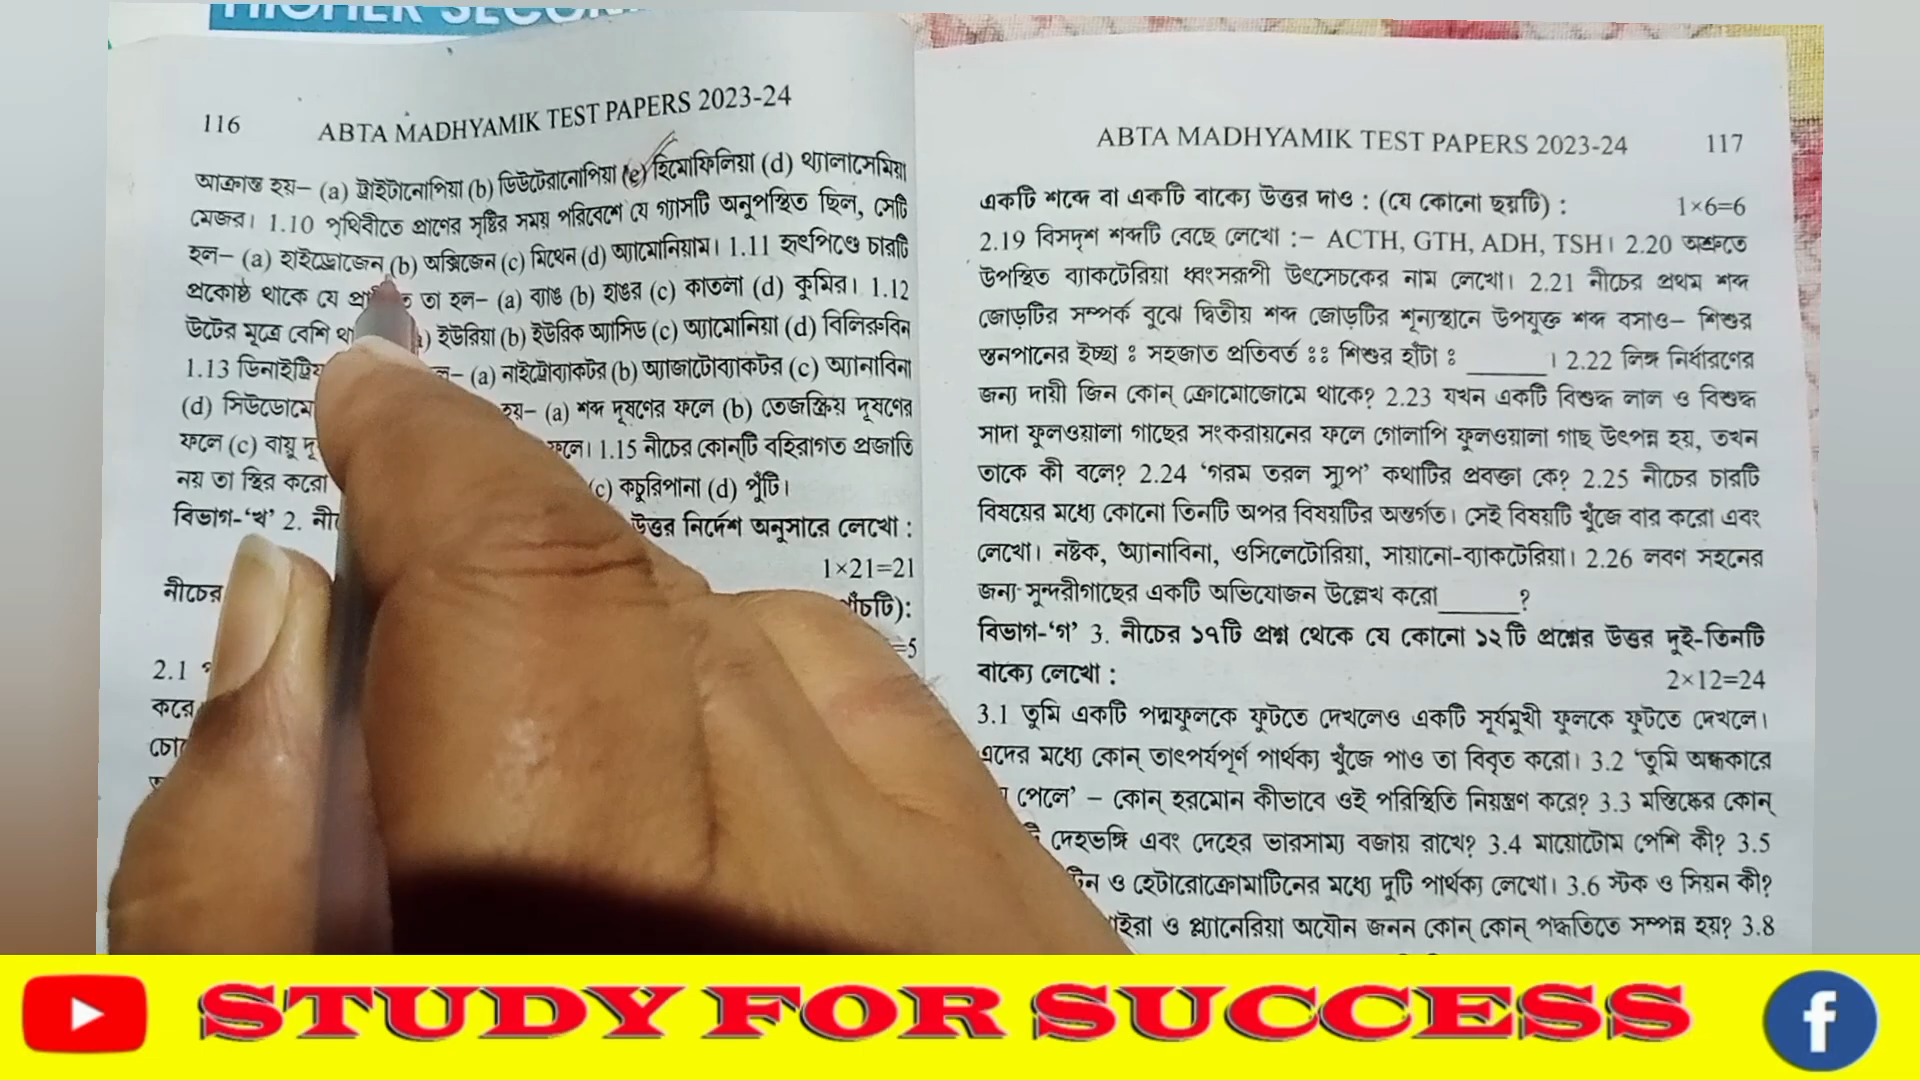 HIGHER SECON
116
ABTA MADHYAMIK TEST PAPERS 2023-24
আক্রান্ত হয়– (a) ট্রাইটানোপিয়া (b) ডিউটেরানোপিয়া (c) হিমোফিলিয়া (d) থ্যালাসেমিয়া
মেজর। 1.10 পৃথিবীতে প্রাণের সৃষ্টির সময় পরিবেশে যে গ্যাসটি অনুপস্থিত ছিল, সেটি
হল– (a) হাইড্রোজেন (b) অক্সিজেন (c) মিথেন (d) অ্যামোনিয়াম। 1.11 হৃৎপিণ্ডে চারটি
প্রকোষ্ঠ থাকে যে তা হল– (a) ব্যাঙ (b) হাঙর (c) কাতলা (d) কুমির। 1.12
উটের মূত্রে বেশি ইউরিয়া (b) ইউরিক অ্যাসিড (c) অ্যামোনিয়া (d) বিলিরুবিন
1.13 – (a) নাইট্রোব্যাকটর (b) অ্যাজাটোব্যাকটর (c) অ্যানাবিনা
(d) হয়– (a) শব্দ দূষণের ফলে (b) তেজস্ক্রিয় দূষণের
ফলে (c) বায়ু ফলে। 1.15 নীচের কোন্‌টি বহিরাগত প্রজাতি
নয় তা স্থির করো (c) কচুরিপানা (d) পুঁটি।
বিভাগ-‘খ’ 2. উত্তর নির্দেশ অনুসারে লেখো :
1×21=21
নীচের
=5
2.1
করে
ABTA MADHYAMIK TEST PAPERS 2023-24
117
একটি শব্দে বা একটি বাক্যে উত্তর দাও : (যে কোনো ছয়টি) : 1×6=6
2.19 বিসদৃশ শব্দটি বেছে লেখো :– ACTH, GTH, ADH, TSH। 2.20 অশ্রুতে
উপস্থিত ব্যাকটেরিয়া ধ্বংসরূপী উৎসেচকের নাম লেখো। 2.21 নীচের প্রথম শব্দ
জোড়টির সম্পর্ক বুঝে দ্বিতীয় শব্দ জোড়টির শূন্যস্থানে উপযুক্ত শব্দ বসাও– শিশুর
স্তনপানের ইচ্ছা ঃ সহজাত প্রতিবর্ত ঃঃ শিশুর হাঁটা ঃ ______। 2.22 লিঙ্গ নির্ধারণের
জন্য দায়ী জিন কোন্ ক্রোমোজোমে থাকে? 2.23 যখন একটি বিশুদ্ধ লাল ও বিশুদ্ধ
সাদা ফুলওয়ালা গাছের সংকরায়নের ফলে গোলাপি ফুলওয়ালা গাছ উৎপন্ন হয়, তখন
তাকে কী বলে? 2.24 ‘গরম তরল স্যুপ’ কথাটির প্রবক্তা কে? 2.25 নীচের চারটি
বিষয়ের মধ্যে কোনো তিনটি অপর বিষয়টির অন্তর্গত। সেই বিষয়টি খুঁজে বার করো এবং
লেখো। নষ্টক, অ্যানাবিনা, ওসিলেটোরিয়া, সায়ানো-ব্যাকটেরিয়া। 2.26 লবণ সহনের
জন্য সুন্দরীগাছের একটি অভিযোজন উল্লেখ করো______?
বিভাগ-‘গ’ 3. নীচের ১৭টি প্রশ্ন থেকে যে কোনো ১২টি প্রশ্নের উত্তর দুই-তিনটি
বাক্যে লেখো : 2×12=24
3.1 তুমি একটি পদ্মফুলকে ফুটতে দেখলেও একটি সূর্যমুখী ফুলকে ফুটতে দেখলে।
এদের মধ্যে কোন্ তাৎপর্যপূর্ণ পার্থক্য খুঁজে পাও তা বিবৃত করো। 3.2 ‘তুমি অন্ধকারে
পেলে’ – কোন্ হরমোন কীভাবে ওই পরিস্থিতি নিয়ন্ত্রণ করে? 3.3 মস্তিষ্কের কোন্
দেহভঙ্গি এবং দেহের ভারসাম্য বজায় রাখে? 3.4 মায়োটোম পেশি কী? 3.5
ও হেটারোক্রোমাটিনের মধ্যে দুটি পার্থক্য লেখো। 3.6 স্টক ও সিয়ন কী?
ও প্ল্যানেরিয়া অযৌন জনন কোন্ কোন্ পদ্ধতিতে সম্পন্ন হয়? 3.8
STUDY FOR SUCCESS
f